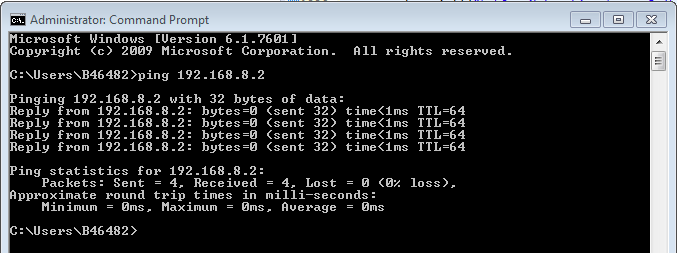 Administrator: Command Prompt
Microsoft Windows [Version 6.1.7601]
Copyright (c) 2009 Microsoft Corporation.  All rights reserved.
C:\Users\B46482>ping 192.168.8.2
Pinging 192.168.8.2 with 32 bytes of data:
Reply from 192.168.8.2: bytes=0 (sent 32) time<1ms TTL=64
Reply from 192.168.8.2: bytes=0 (sent 32) time<1ms TTL=64
Reply from 192.168.8.2: bytes=0 (sent 32) time<1ms TTL=64
Reply from 192.168.8.2: bytes=0 (sent 32) time<1ms TTL=64
Ping statistics for 192.168.8.2:
    Packets: Sent = 4, Received = 4, Lost = 0 (0% loss),
Approximate round trip times in milli-seconds:
    Minimum = 0ms, Maximum = 0ms, Average = 0ms
C:\Users\B46482>